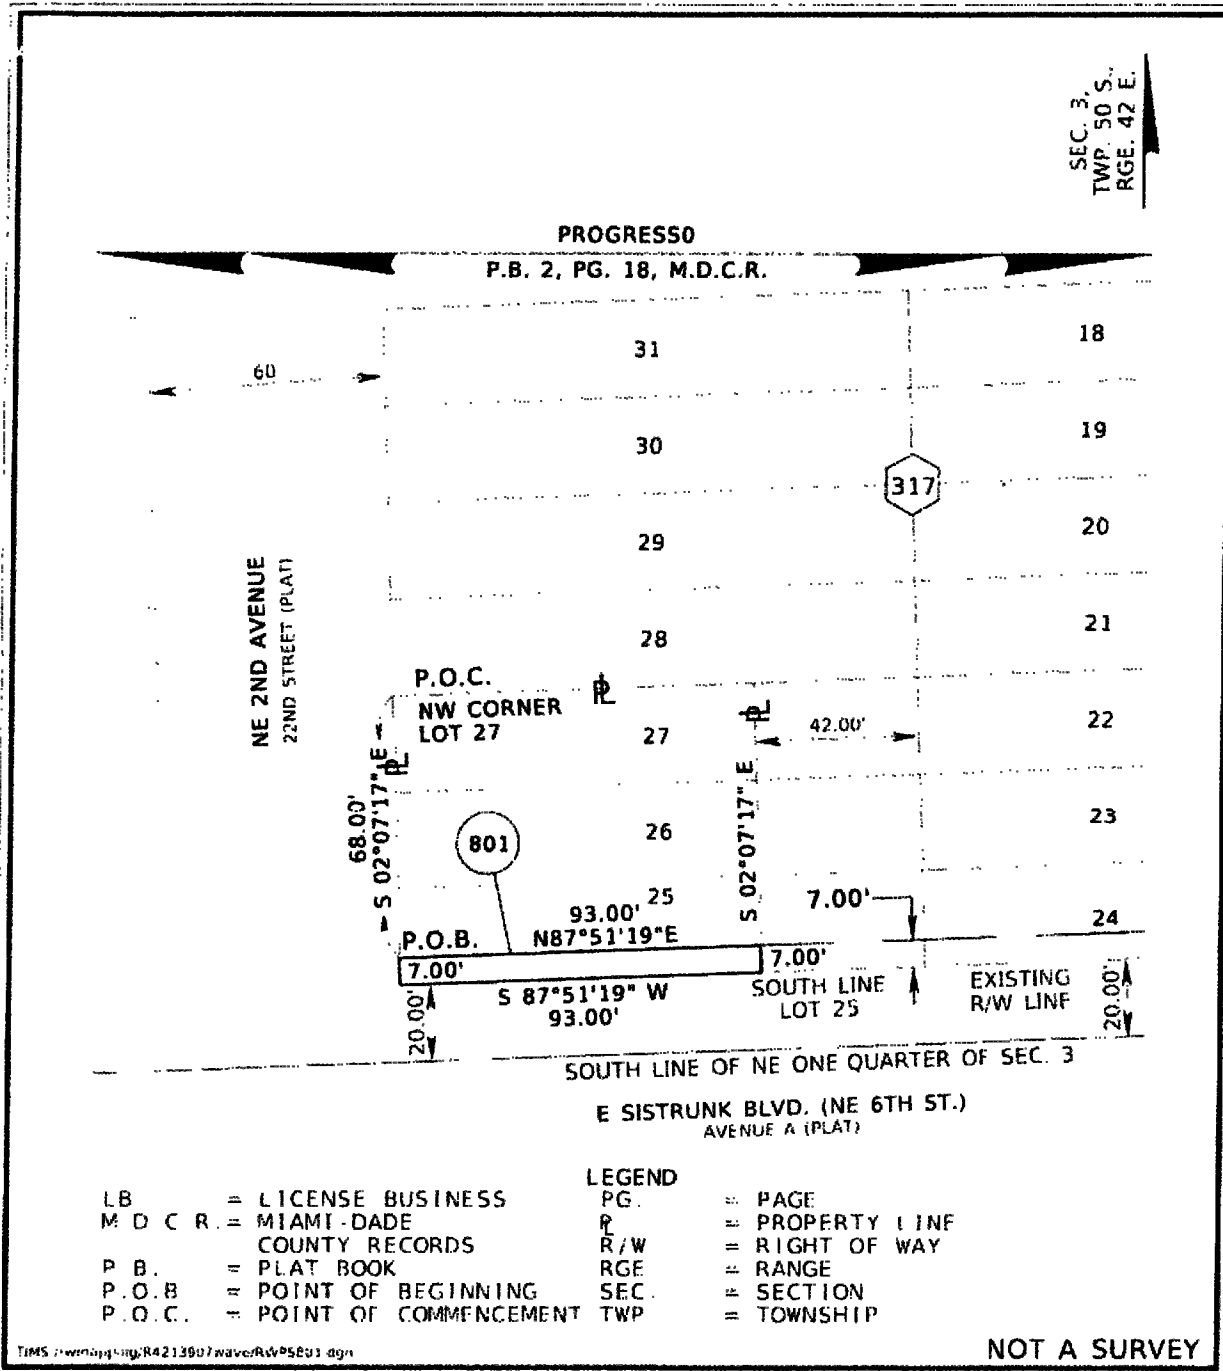 SEC. 3,
TWP. 50 S.,
RGE. 42 E.
PROGRESSO
P.B. 2, PG. 18, M.D.C.R.
31
18
60
30
19
317
29
20
NE 2ND AVENUE
22ND STREET (PLAT)
28
21
P.O.C.
NW CORNER
LOT 27
27
22
42.00'
68.00'
S 02°07'17" E
S 02°07'17" E
26
23
801
25
93.00'
N87°51'19"E
7.00'
24
P.O.B.
7.00'
7.00'
S 87°51'19" W
93.00'
SOUTH LINE
LOT 25
EXISTING
R/W LINE
20.00'
20.00'
SOUTH LINE OF NE ONE QUARTER OF SEC. 3
E SISTRUNK BLVD. (NE 6TH ST.)
AVENUE A (PLAT)
LEGEND
LB = LICENSE BUSINESS PG. = PAGE
M D C R. = MIAMI-DADE ⅊ = PROPERTY LINE
COUNTY RECORDS R/W = RIGHT OF WAY
P B. = PLAT BOOK RGE = RANGE
P.O.B = POINT OF BEGINNING SEC. = SECTION
P.O.C. = POINT OF COMMENCEMENT TWP = TOWNSHIP
NOT A SURVEY